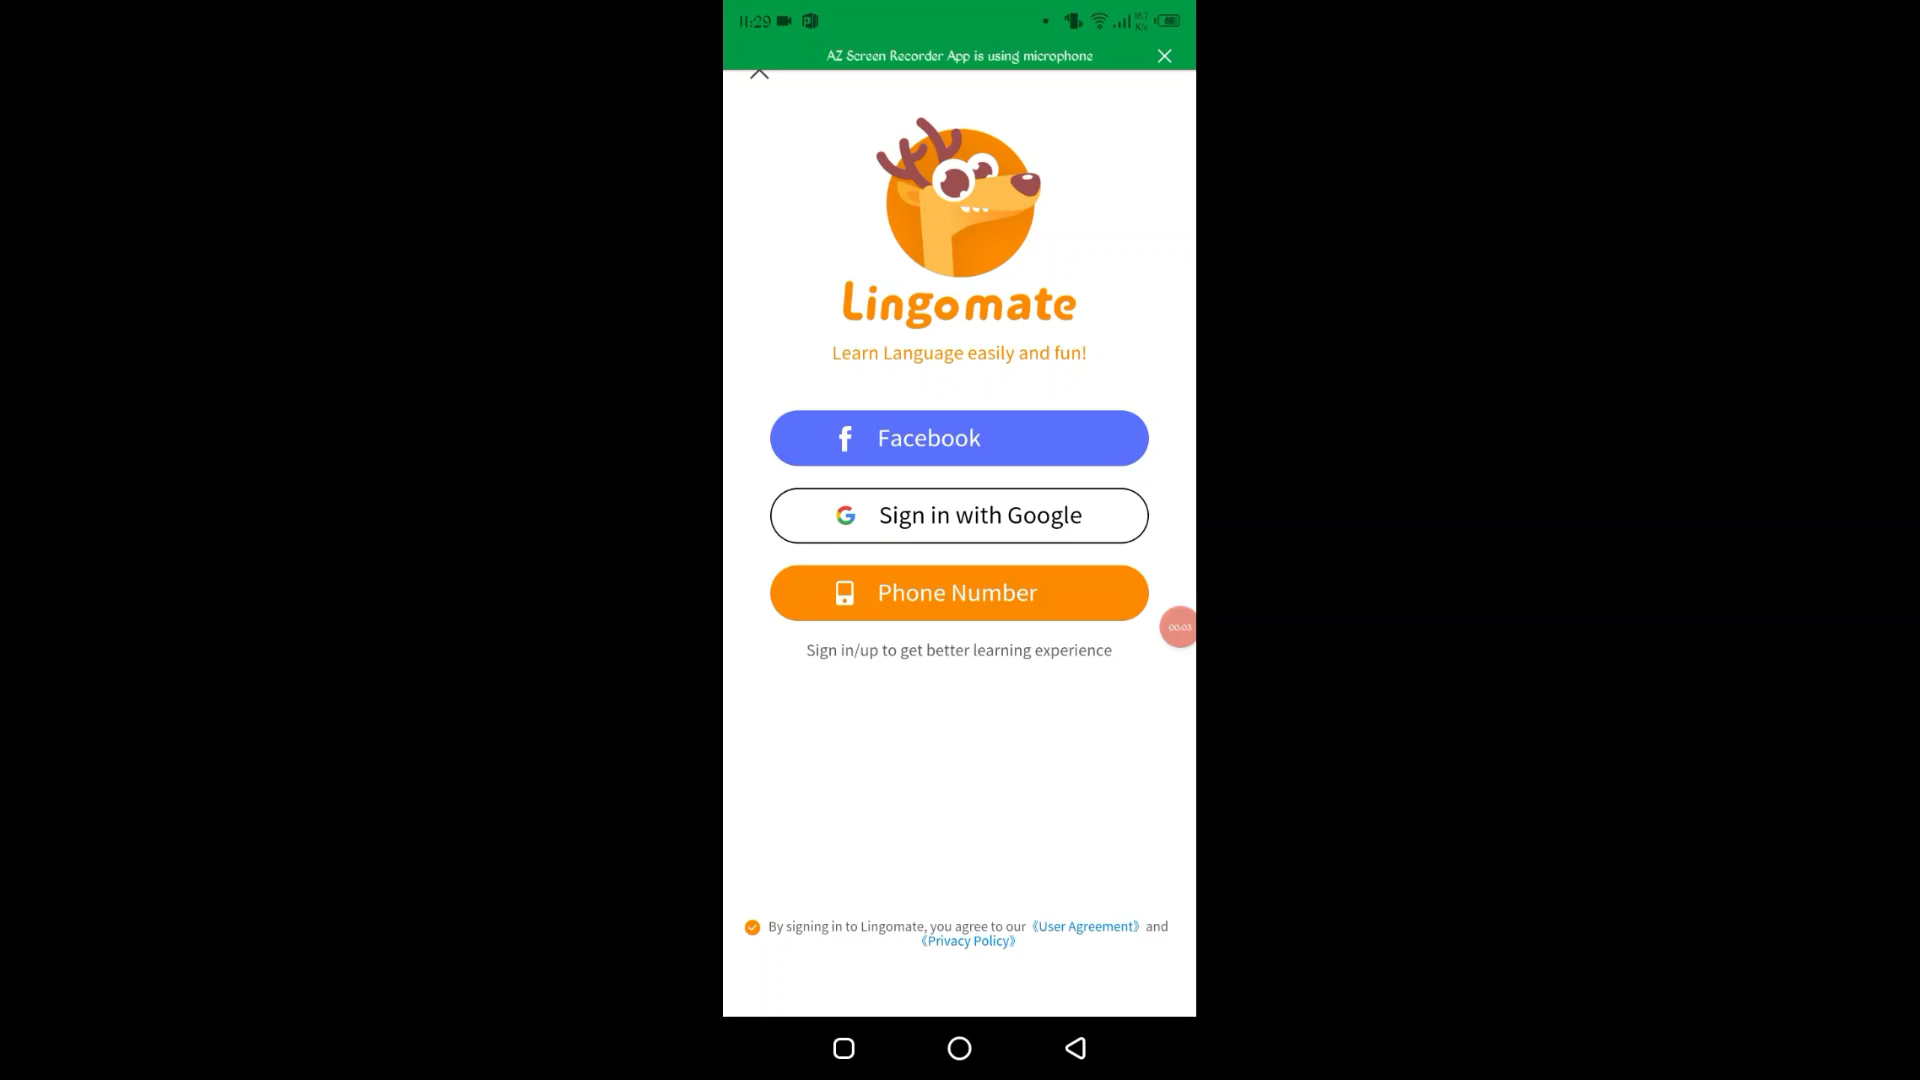 11:29
AZ Screen Recorder App is using microphone
Lingomate
Learn Language easily and fun!
Facebook
Sign in with Google
Phone Number
00:03
Sign in/up to get better learning experience
By signing in to Lingomate, you agree to our 《User Agreement》 and
《Privacy Policy》